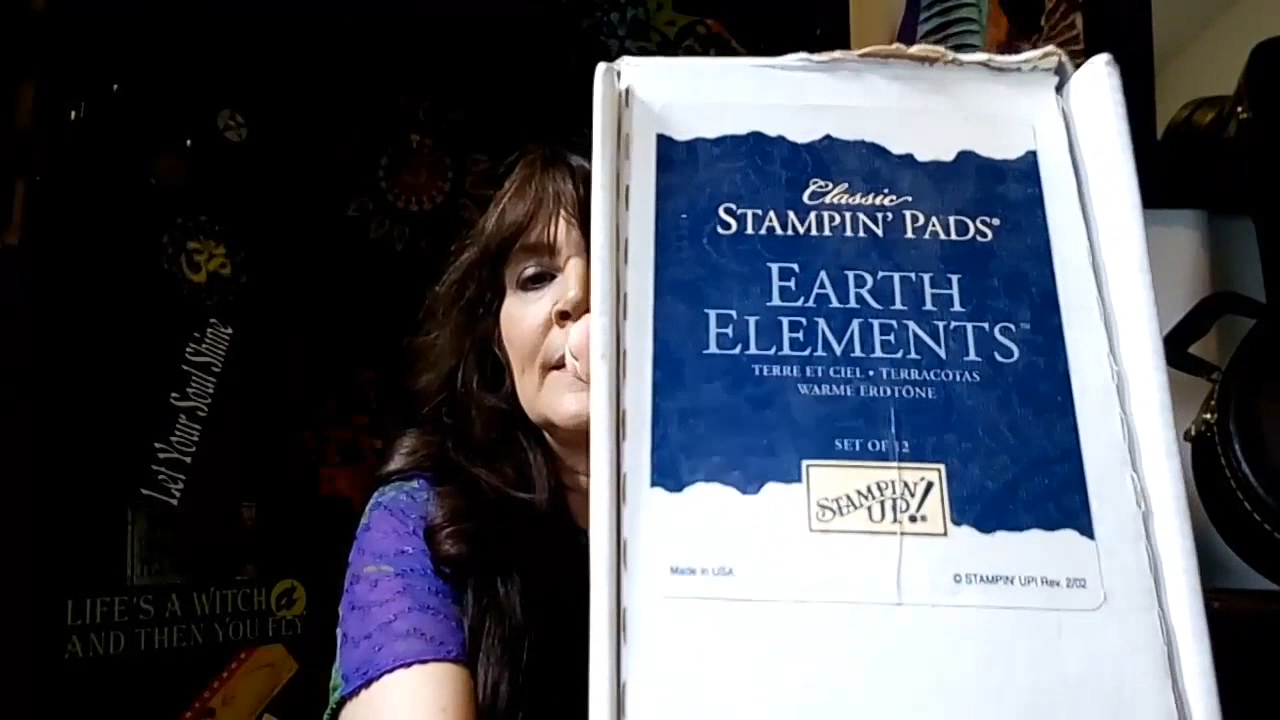 Let Your Soul Shine
LIFE'S A WITCH
AND THEN YOU FLY
Classic
STAMPIN' PADS®
EARTH
ELEMENTS™
TERRE ET CIEL • TERRACOTAS
WARME ERDTÖNE
SET OF 12
STAMPIN'
UP!®
Made in USA
© STAMPIN' UP! Rev. 2/02